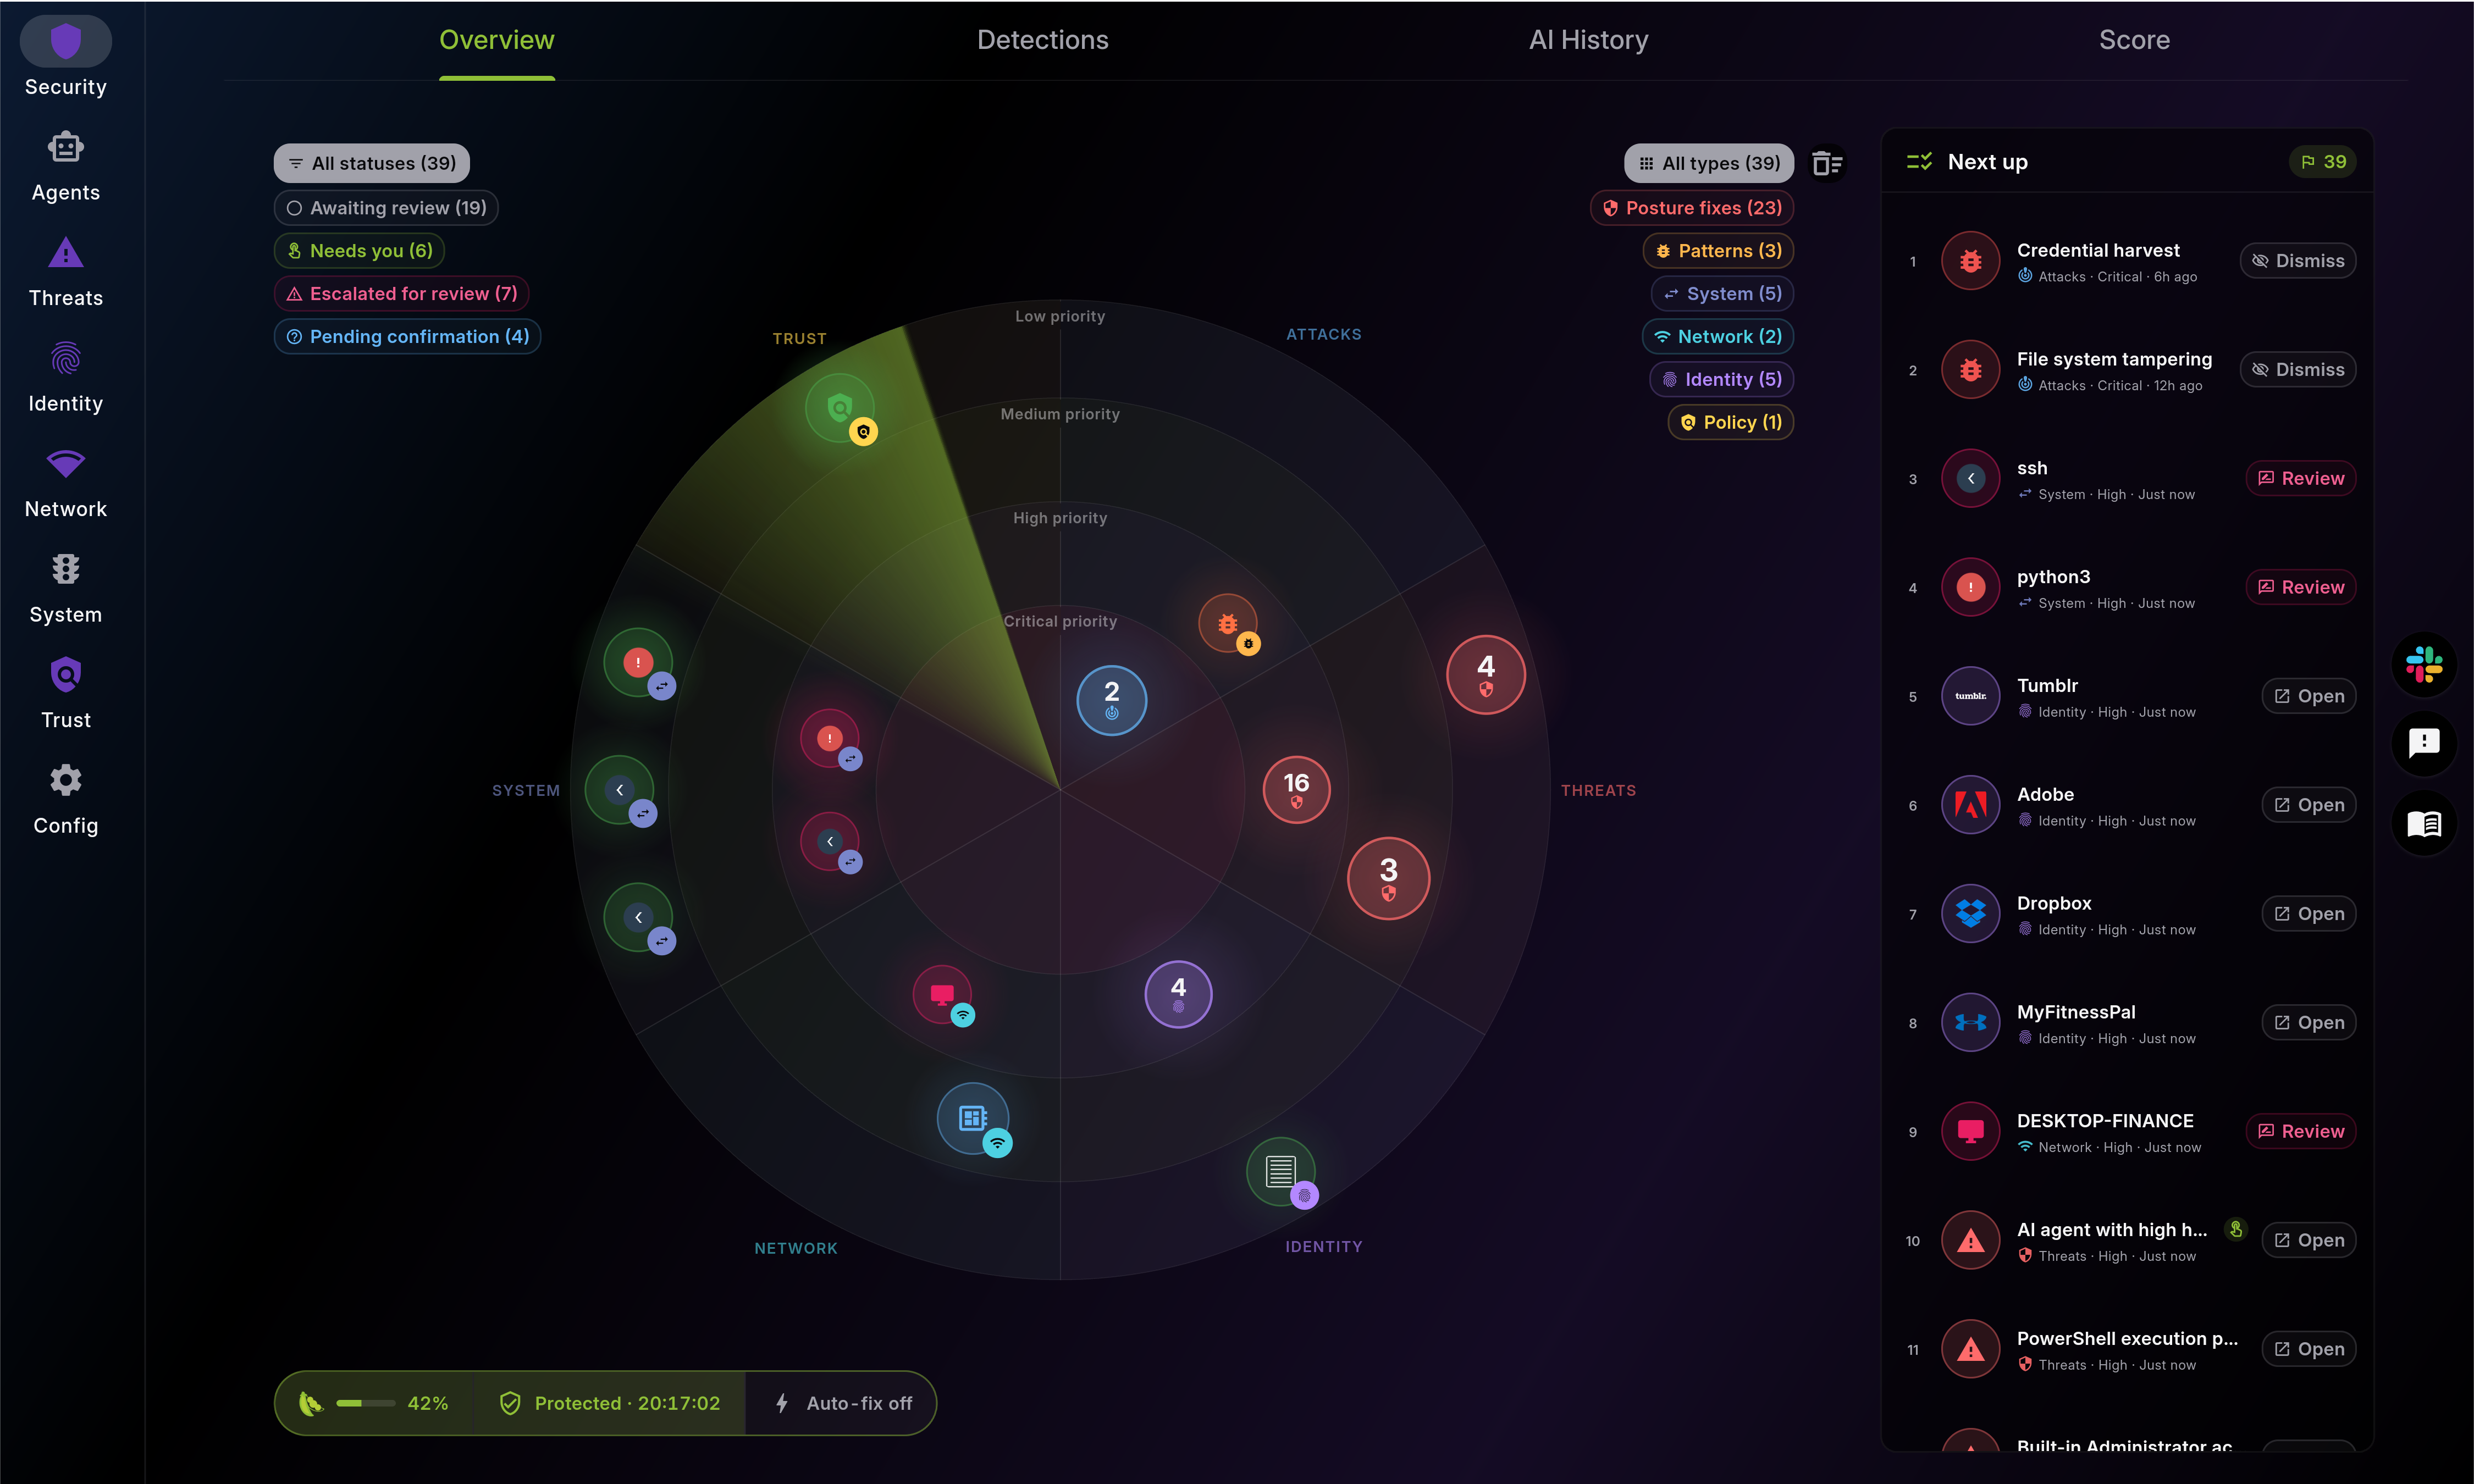 Security
Agents
Threats
Identity
Network
System
Trust
Config
Overview
Detections
AI History
Score
All statuses (39)
Awaiting review (19)
Needs you (6)
Escalated for review (7)
Pending confirmation (4)
All types (39)
Posture fixes (23)
Patterns (3)
System (5)
Network (2)
Identity (5)
Policy (1)
TRUST
ATTACKS
SYSTEM
THREATS
NETWORK
IDENTITY
Low priority
Medium priority
High priority
Critical priority
2
4
16
3
4
42%
Protected · 20:17:02
Auto-fix off
Next up
39
1
Credential harvest
Attacks · Critical · 6h ago
Dismiss
2
File system tampering
Attacks · Critical · 12h ago
Dismiss
3
ssh
System · High · Just now
Review
4
python3
System · High · Just now
Review
5
tumblr.
Tumblr
Identity · High · Just now
Open
6
Adobe
Identity · High · Just now
Open
7
Dropbox
Identity · High · Just now
Open
8
MyFitnessPal
Identity · High · Just now
Open
9
DESKTOP-FINANCE
Network · High · Just now
Review
10
AI agent with high h...
Threats · High · Just now
Open
11
PowerShell execution p...
Threats · High · Just now
Open
Built-in Administrator ac